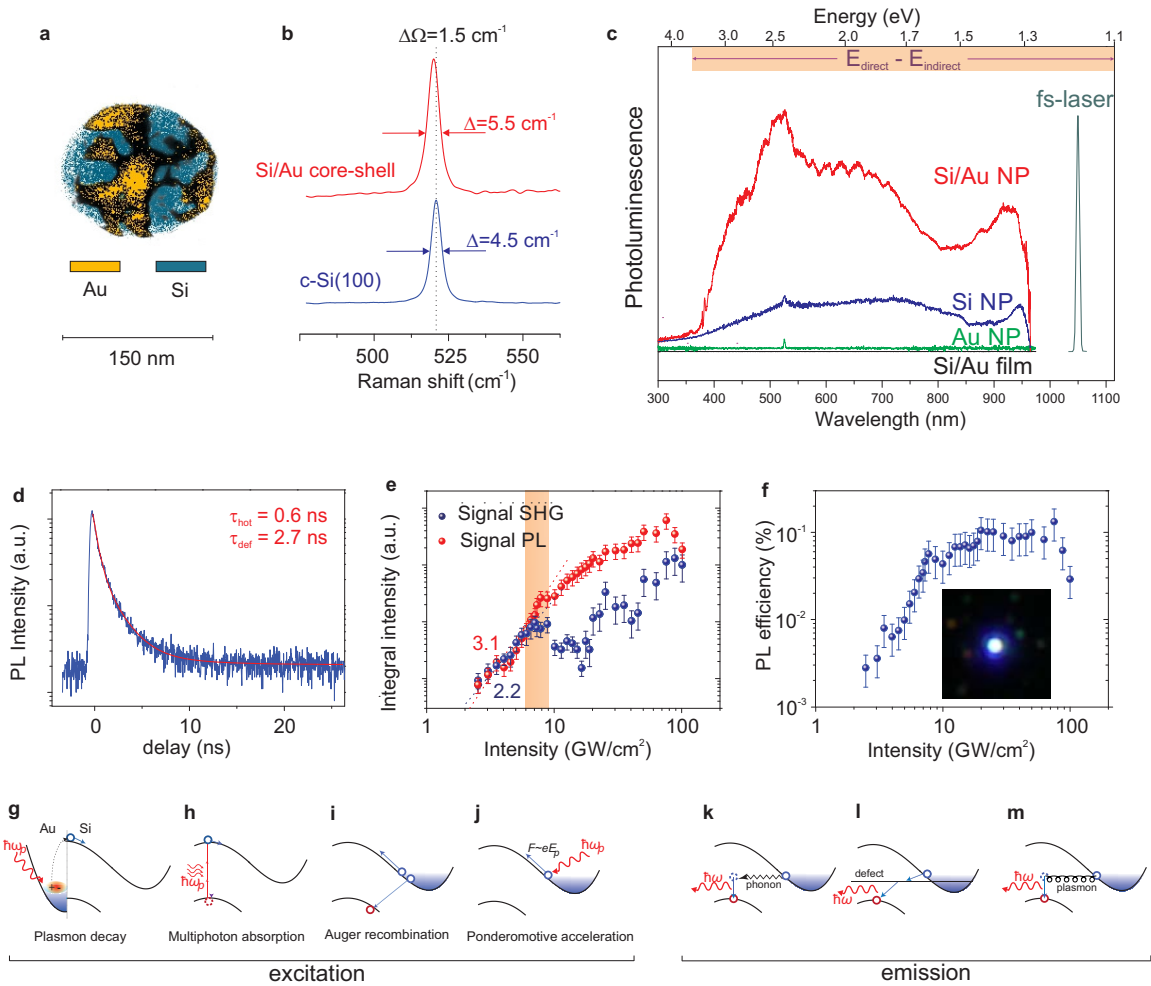 a
Au
Si
150 nm
b
ΔΩ=1.5 cm⁻¹
Δ=5.5 cm⁻¹
Si/Au core-shell
Δ=4.5 cm⁻¹
c-Si(100)
500 525 550
Raman shift (cm⁻¹)
c
Energy (eV)
4.0 3.0 2.4 2.0 1.7 1.5 1.3 1.1
E_direct - E_indirect
fs-laser
Si/Au NP
Si NP
Au NP
Si/Au film
Photoluminescence
300 400 500 600 700 800 900 1000 1100
Wavelength (nm)
d
τ_hot = 0.6 ns
τ_def = 2.7 ns
PL Intensity (a.u.)
0 10 20
delay (ns)
e
Signal SHG
Signal PL
3.1
2.2
Integral intensity (a.u.)
1 10 100
Intensity (GW/cm²)
f
PL efficiency (%)
10⁻¹
10⁻²
10⁻³
1 10 100
Intensity (GW/cm²)
g
Au Si
ħωₚ
Plasmon decay
h
ħωₚ
Multiphoton absorption
i
Auger recombination
j
F~eEₚ
ħωₚ
Ponderomotive acceleration
excitation
k
ħω
phonon
l
defect
ħω
m
ħω
plasmon
emission